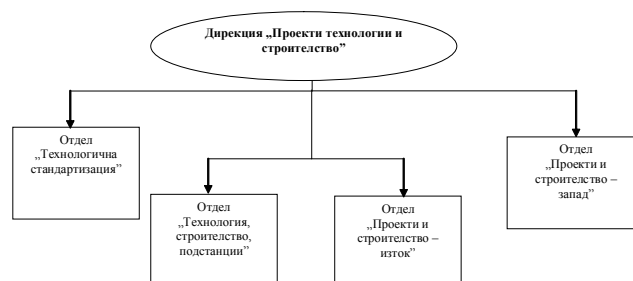 Дирекция „Проекти технологии и
строителство”
Отдел
„Технологична
стандартизация”
Отдел
„Технология,
строителство,
подстанции”
Отдел
„Проекти и
строителство –
изток”
Отдел
„Проекти и
строителство –
запад”